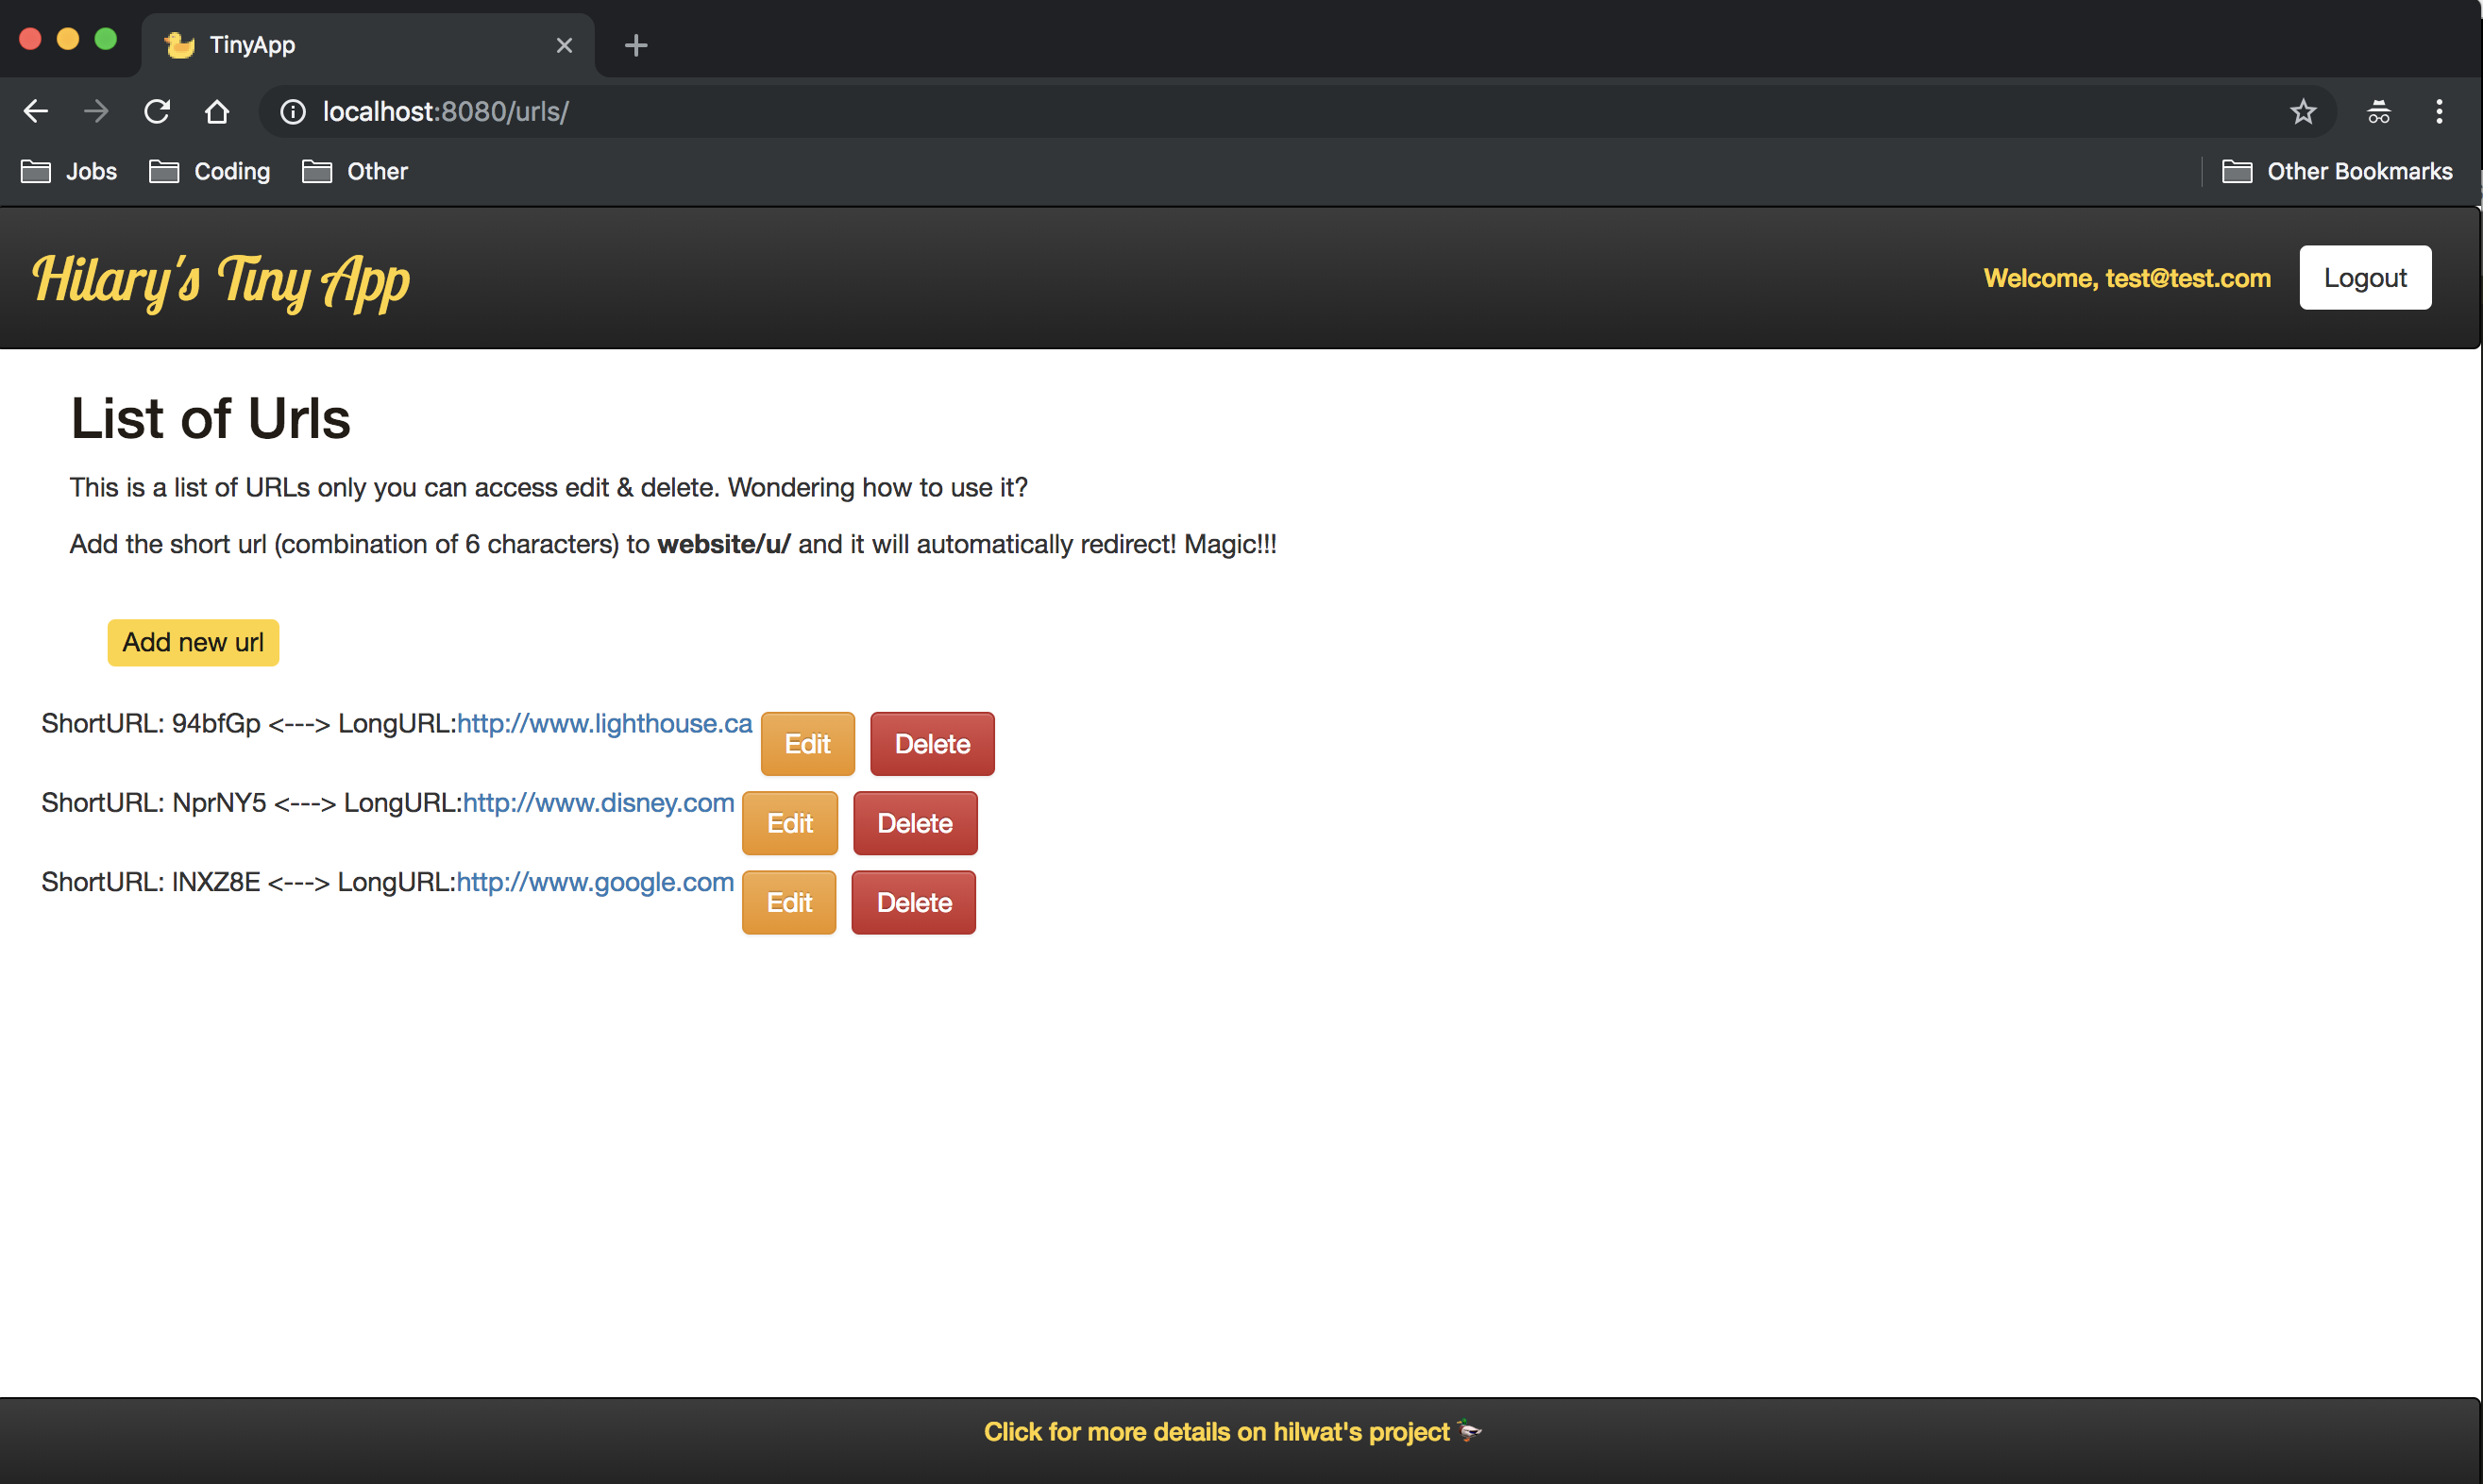 TinyApp
localhost:8080/urls/
Jobs Coding Other Other Bookmarks
Hilary's Tiny App
Welcome, test@test.com Logout
List of Urls
This is a list of URLs only you can access edit & delete. Wondering how to use it?
Add the short url (combination of 6 characters) to website/u/ and it will automatically redirect! Magic!!!
Add new url
ShortURL: 94bfGp <---> LongURL:http://www.lighthouse.ca Edit Delete
ShortURL: NprNY5 <---> LongURL:http://www.disney.com Edit Delete
ShortURL: lNXZ8E <---> LongURL:http://www.google.com Edit Delete
Click for more details on hilwat's project